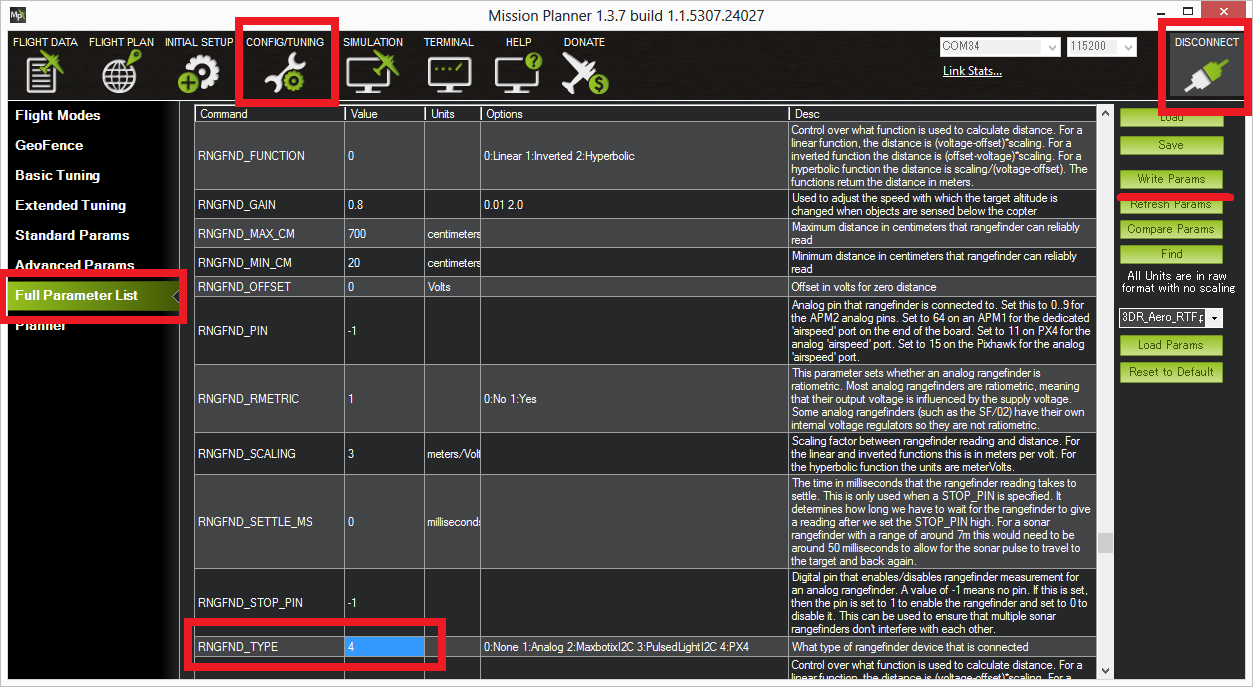 Mp
Mission Planner 1.3.7 build 1.1.5307.24027
FLIGHT DATA FLIGHT PLAN INITIAL SETUP CONFIG/TUNING SIMULATION TERMINAL HELP DONATE
COM34 115200 DISCONNECT
Link Stats...
Flight Modes
GeoFence
Basic Tuning
Extended Tuning
Standard Params
Advanced Params
Full Parameter List
Planner
Command Value Units Options Desc
RNGFND_FUNCTION 0 0:Linear 1:Inverted 2:Hyperbolic
Control over what function is used to calculate distance. For a
linear function, the distance is (voltage-offset)*scaling. For a
inverted function the distance is (offset-voltage)*scaling. For a
hyperbolic function the distance is scaling/(voltage-offset). The
functions return the distance in meters.
RNGFND_GAIN 0.8 0.01 2.0
Used to adjust the speed with which the target altitude is
changed when objects are sensed below the copter
RNGFND_MAX_CM 700 centimeters
Maximum distance in centimeters that rangefinder can reliably
read
RNGFND_MIN_CM 20 centimeters
Minimum distance in centimeters that rangefinder can reliably
read
RNGFND_OFFSET 0 Volts Offset in volts for zero distance
RNGFND_PIN -1
Analog pin that rangefinder is connected to. Set this to 0..9 for
the APM2 analog pins. Set to 64 on an APM1 for the dedicated
'airspeed' port on the end of the board. Set to 11 on PX4 for the
analog 'airspeed' port. Set to 15 on the Pixhawk for the analog
'airspeed' port.
RNGFND_RMETRIC 1 0:No 1:Yes
This parameter sets whether an analog rangefinder is
ratiometric. Most analog rangefinders are ratiometric, meaning
that their output voltage is influenced by the supply voltage.
Some analog rangefinders (such as the SF/02) have their own
internal voltage regulators so they are not ratiometric.
RNGFND_SCALING 3 meters/Volt
Scaling factor between rangefinder reading and distance. For
the linear and inverted functions this is in meters per volt. For
the hyperbolic function the units are meterVolts.
RNGFND_SETTLE_MS 0 milliseconds
The time in milliseconds that the rangefinder reading takes to
settle. This is only used when a STOP_PIN is specified. It
determines how long we have to wait for the rangefinder to give
a reading after we set the STOP_PIN high. For a sonar
rangefinder with a range of around 7m this would need to be
around 50 milliseconds to allow for the sonar pulse to travel to
the target and back again.
RNGFND_STOP_PIN -1
Digital pin that enables/disables rangefinder measurement for
an analog rangefinder. A value of -1 means no pin. If this is set,
then the pin is set to 1 to enable the rangefinder and set to 0 to
disable it. This can be used to ensure that multiple sonar
rangefinders don't interfere with each other.
RNGFND_TYPE 4 0:None 1:Analog 2:MaxbotixI2C 3:PulsedLightI2C 4:PX4 What type of rangefinder device that is connected
Control over what function is used to calculate distance. For a
linear function, the distance is (voltage-offset)*scaling. For a
Load
Save
Write Params
Refresh Params
Compare Params
Find
All Units are in raw
format with no scaling
3DR_Aero_RTF.p
Load Params
Reset to Default